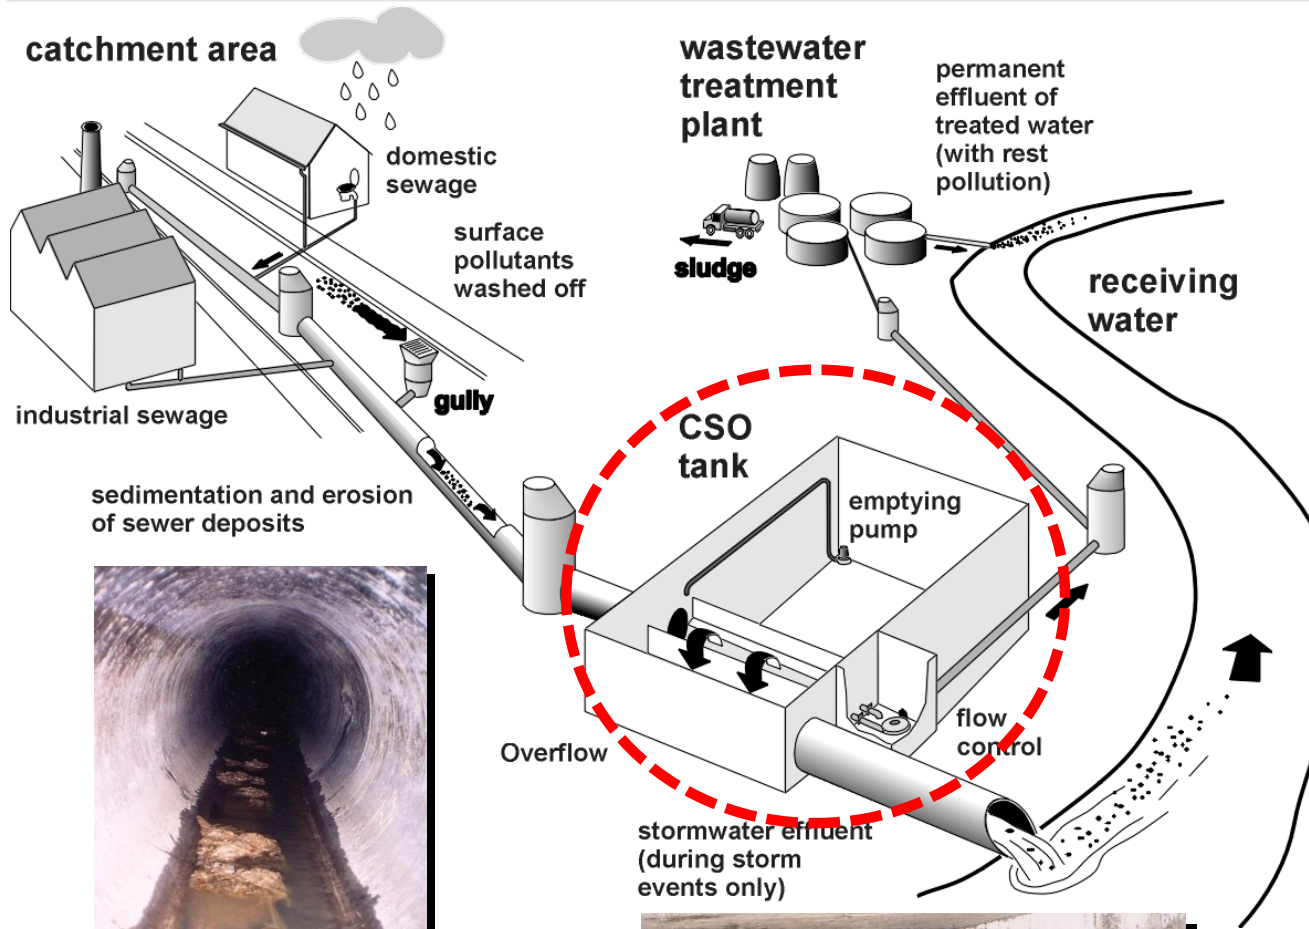 catchment area
domestic
sewage
surface
pollutants
washed off
gully
industrial sewage
sedimentation and erosion
of sewer deposits
wastewater
treatment
plant
permanent
effluent of
treated water
(with rest
pollution)
sludge
receiving
water
CSO
tank
emptying
pump
flow
control
Overflow
stormwater effluent
(during storm
events only)